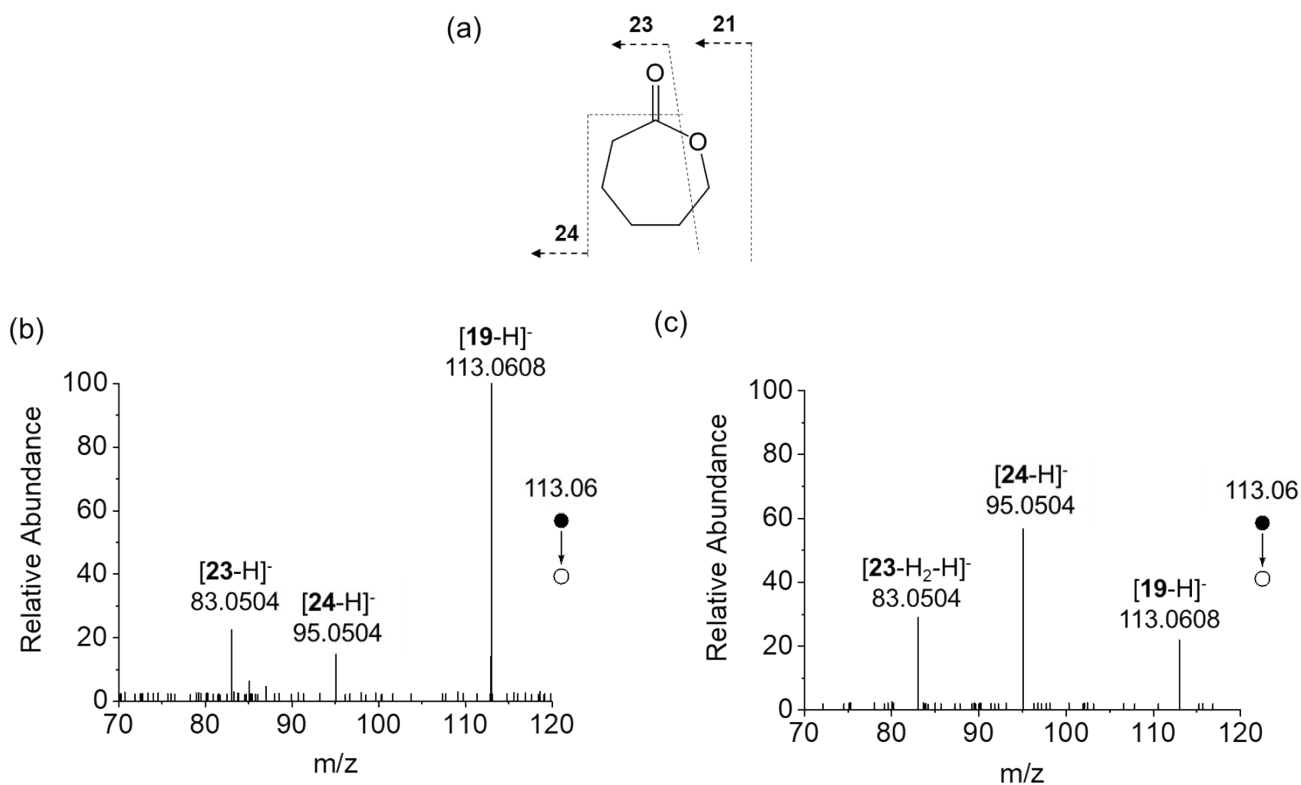 (a)
23
21
O
O
24
(b)
[19-H]-
113.0608
100
80
60
40
20
0
Relative Abundance
113.06
[23-H]-
83.0504
[24-H]-
95.0504
70
80
90
100
110
120
m/z
(c)
100
80
60
40
20
0
Relative Abundance
[24-H]-
95.0504
113.06
[23-H2-H]-
83.0504
[19-H]-
113.0608
70
80
90
100
110
120
m/z